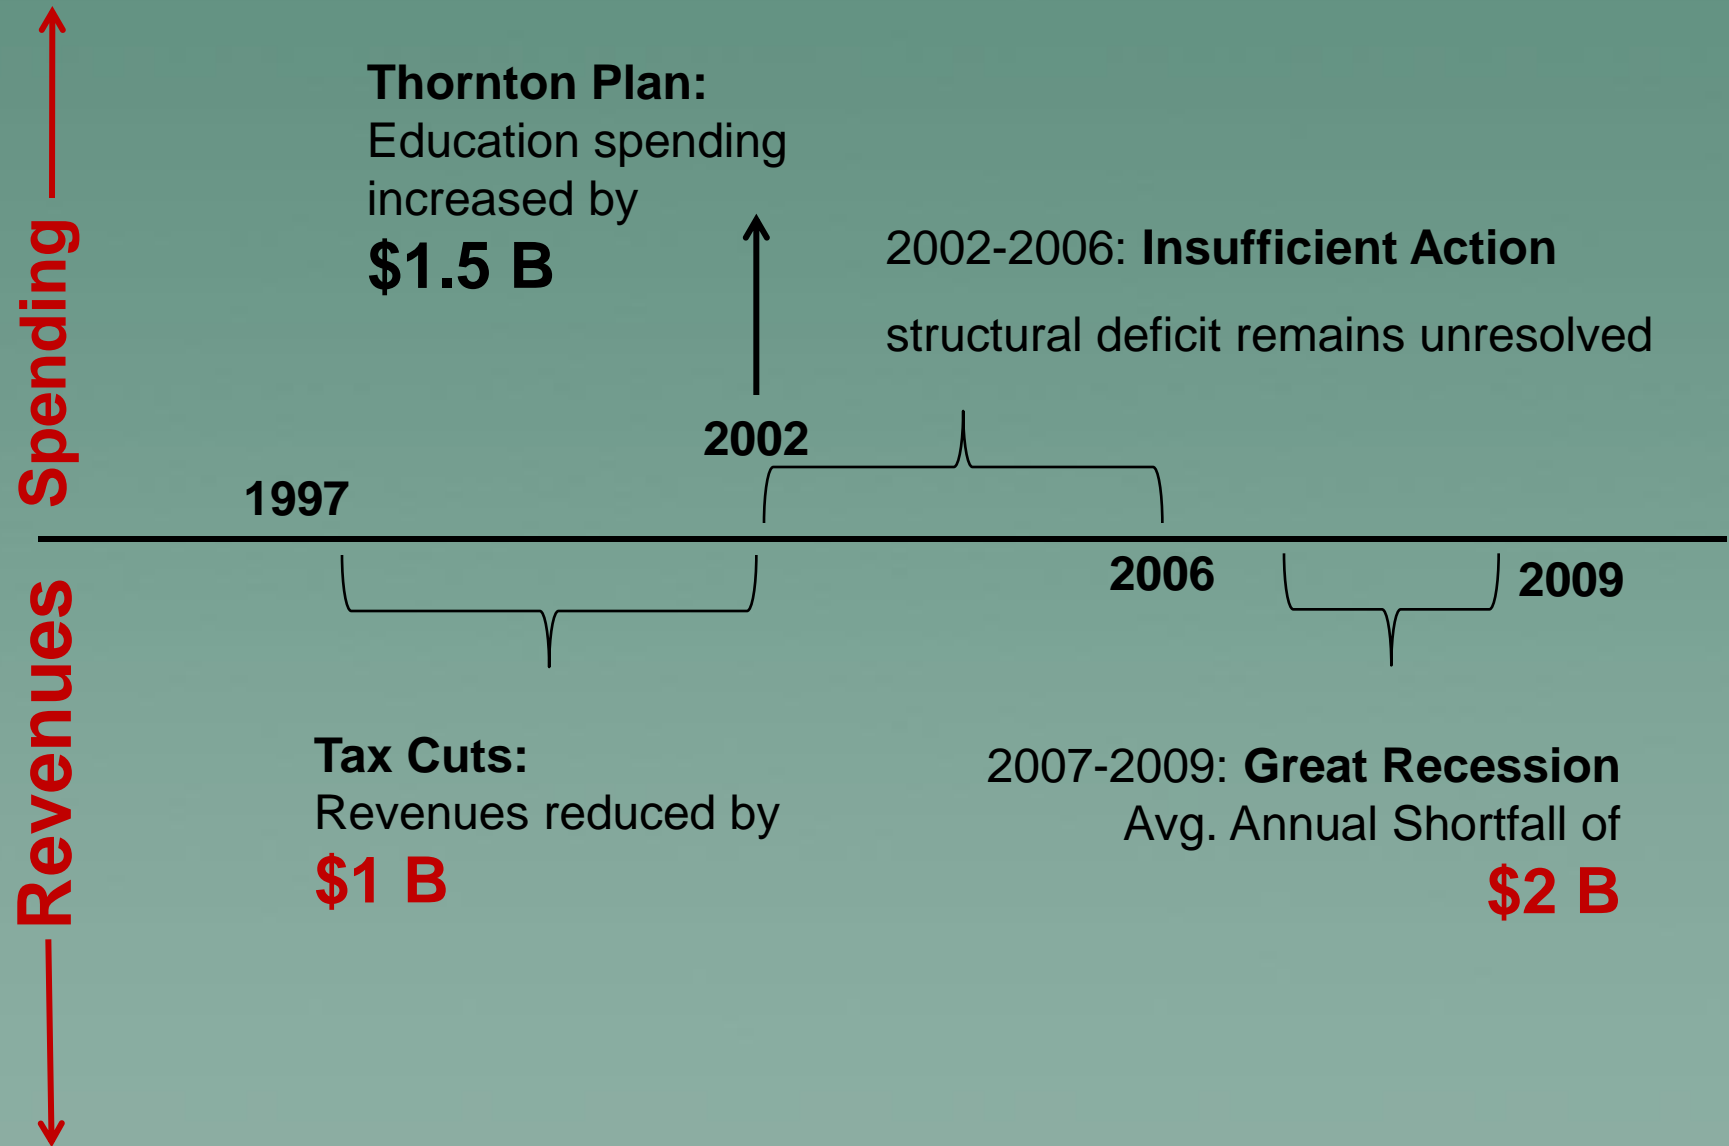 Spending
Revenues
Thornton Plan:
Education spending
increased by
$1.5 B
2002-2006: Insufficient Action
structural deficit remains unresolved
2002
1997
2006
2009
Tax Cuts:
Revenues reduced by
$1 B
2007-2009: Great Recession
Avg. Annual Shortfall of
$2 B